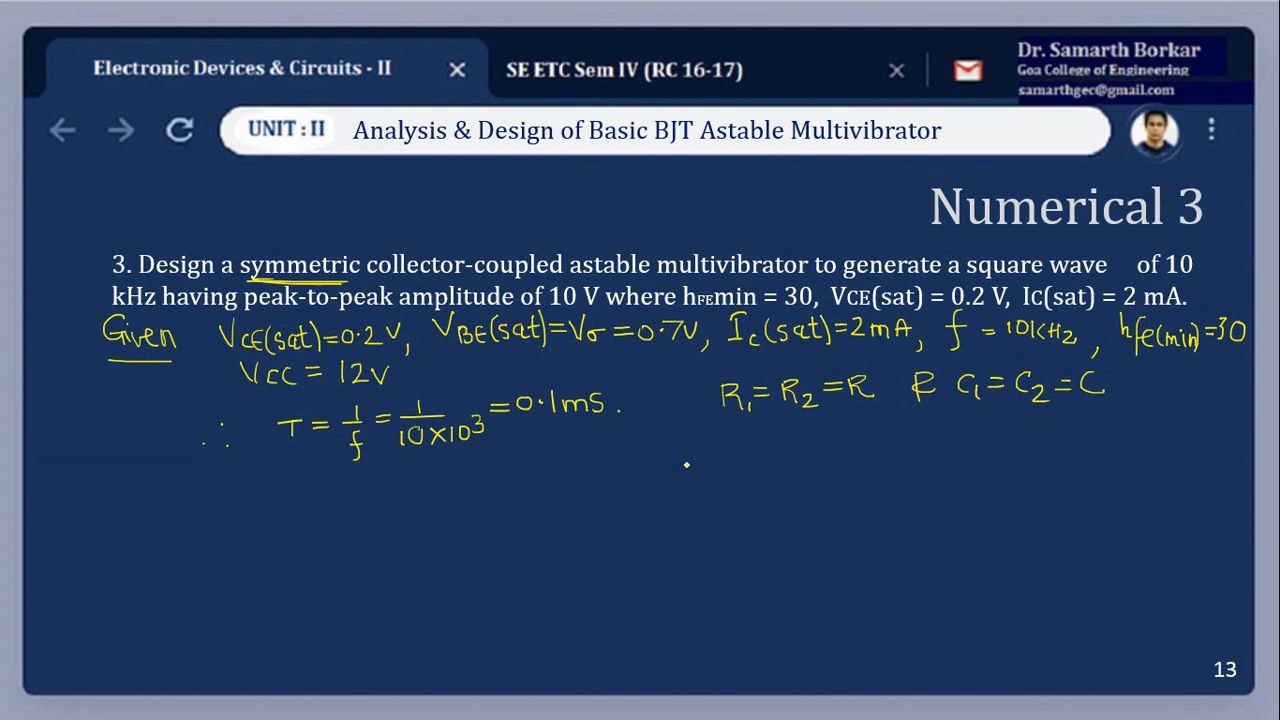 Electronic Devices & Circuits - II
SE ETC Sem IV (RC 16-17)
Dr. Samarth Borkar
Goa College of Engineering
samarthgec@gmail.com
UNIT : II
Analysis & Design of Basic BJT Astable Multivibrator
Numerical 3
3. Design a symmetric collector-coupled astable multivibrator to generate a square wave of 10
kHz having peak-to-peak amplitude of 10 V where hFEmin = 30, VCE(sat) = 0.2 V, IC(sat) = 2 mA.
Given VCE(sat)=0.2V, VBE(sat)=Vσ=0.7V, Ic(sat)=2mA, f = 10KHz, hfe(min)=30
VCC = 12V
R1=R2=R & C1=C2=C
∴ T = 1/f = 1/10×10³ = 0.1ms.
13